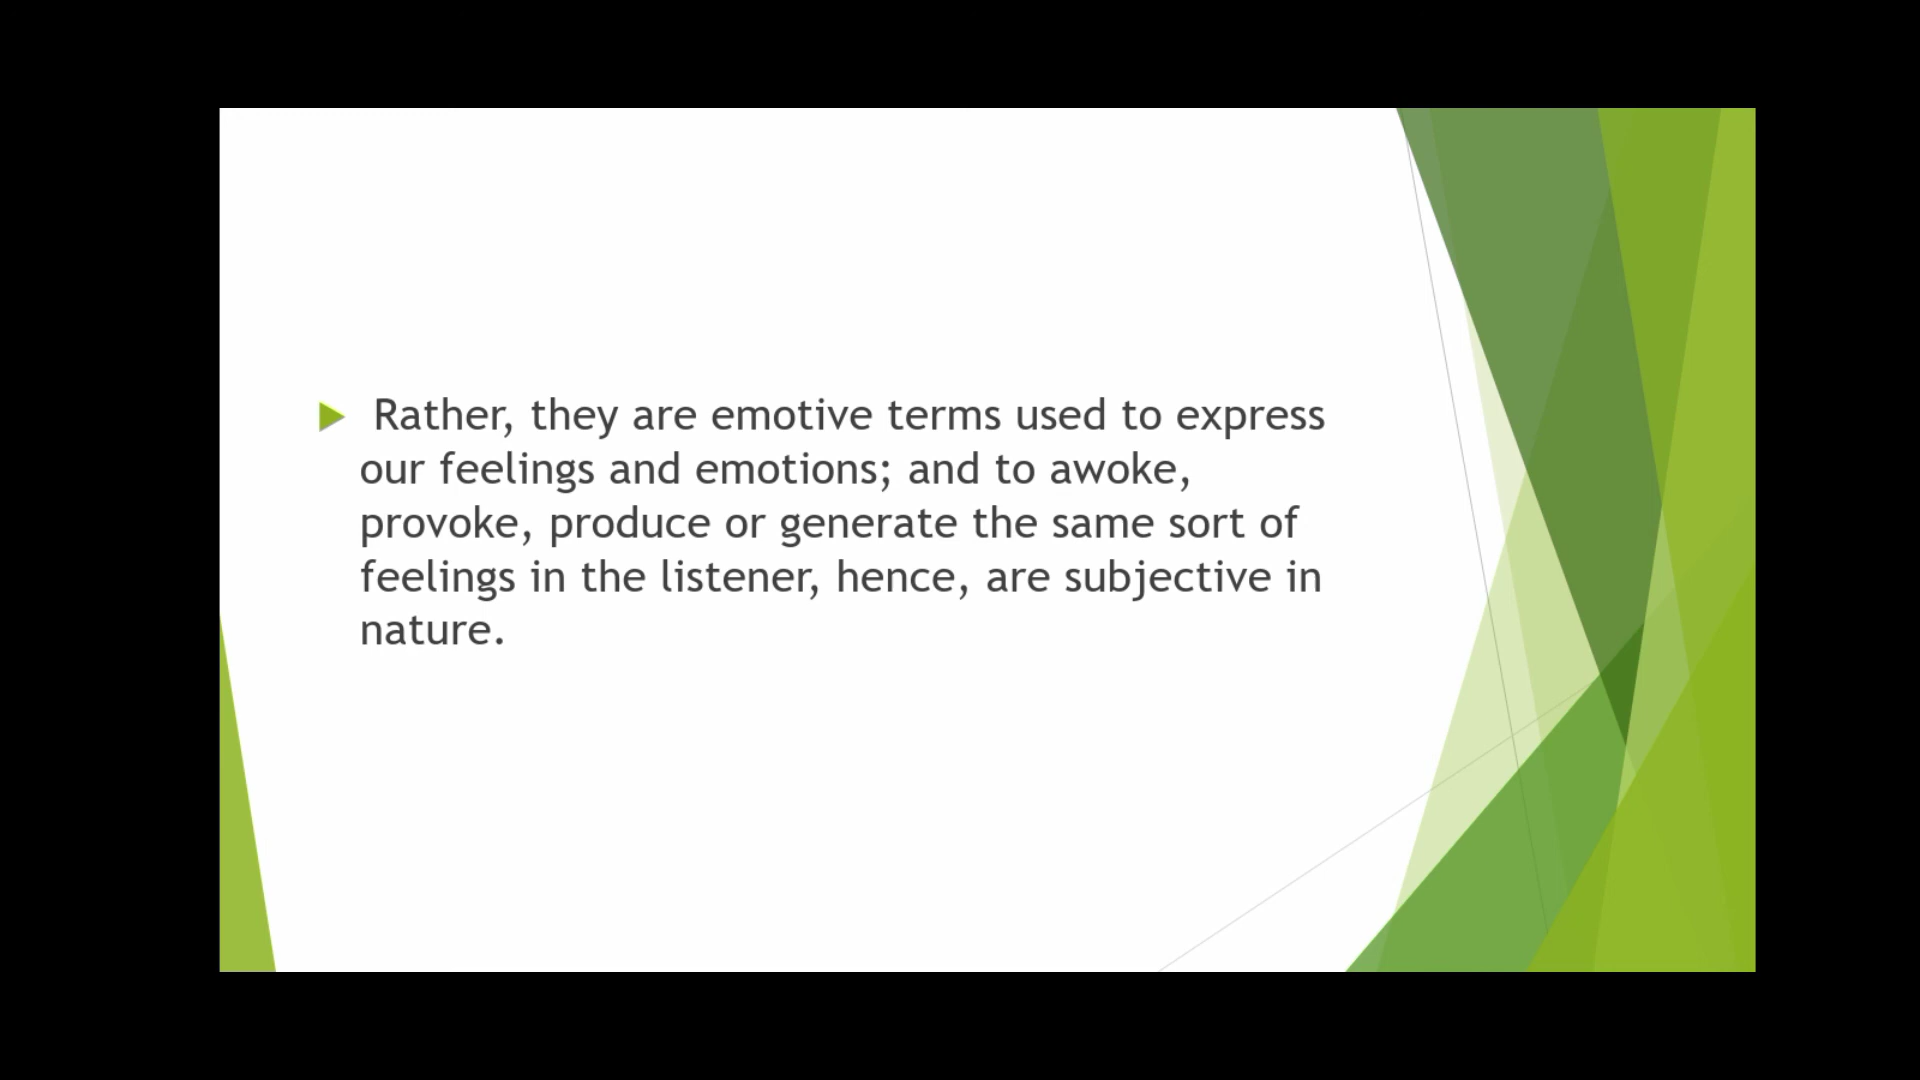 Rather, they are emotive terms used to express
our feelings and emotions; and to awoke,
provoke, produce or generate the same sort of
feelings in the listener, hence, are subjective in
nature.